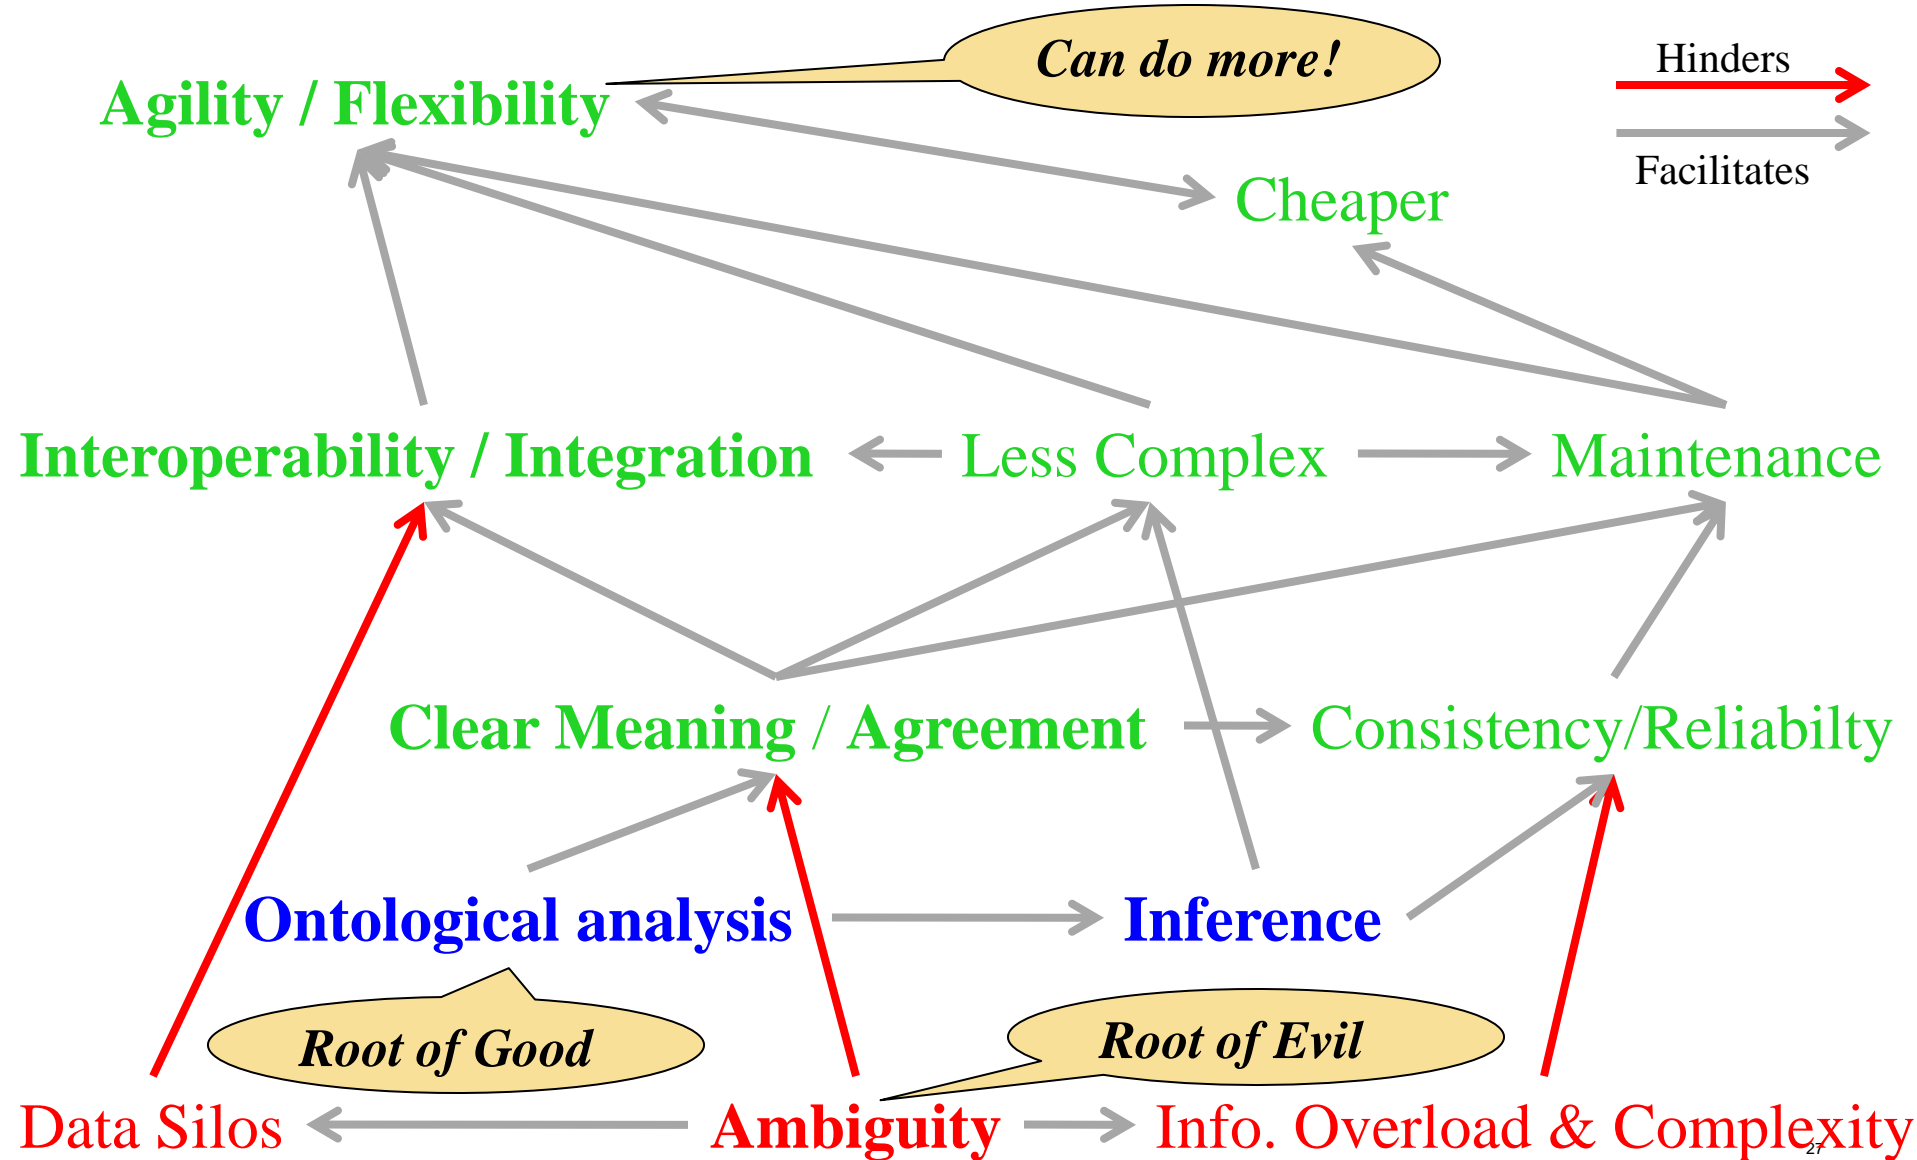 Can do more!
Hinders
Agility / Flexibility
Facilitates
Cheaper
Interoperability / Integration
Less Complex
Maintenance
Clear Meaning / Agreement
Consistency/Reliabilty
Ontological analysis
Inference
Root of Good
Root of Evil
Data Silos
Ambiguity
Info. Overload & Complexity
27